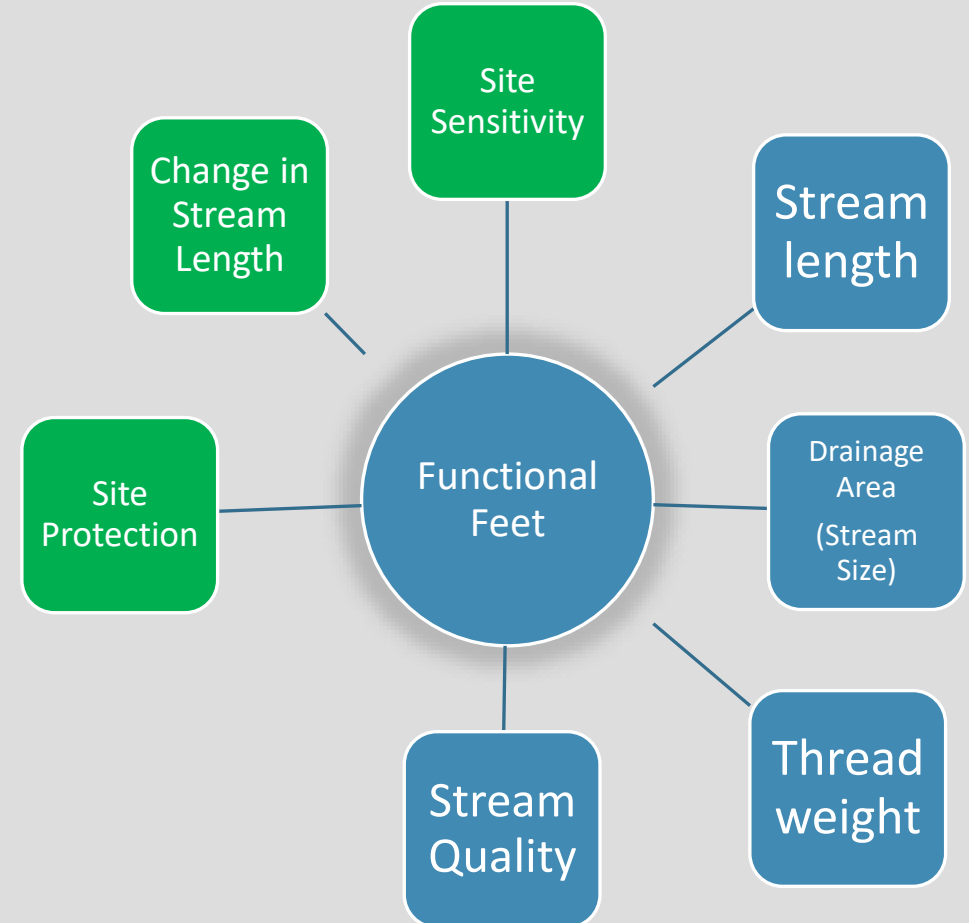 Site
Sensitivity
Change in
Stream
Length
Stream
length
Functional
Feet
Drainage
Area
(Stream
Size)
Site
Protection
Thread
weight
Stream
Quality